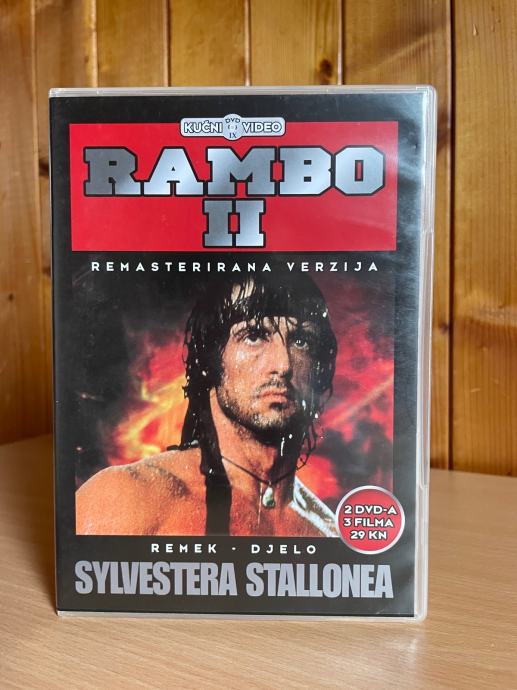 KUĆNI DVD VIDEO
IX
RAMBO
II
REMASTERIRANA VERZIJA
2 DVD-A
3 FILMA
29 KN
REMEK - DJELO
SYLVESTERA STALLONEA